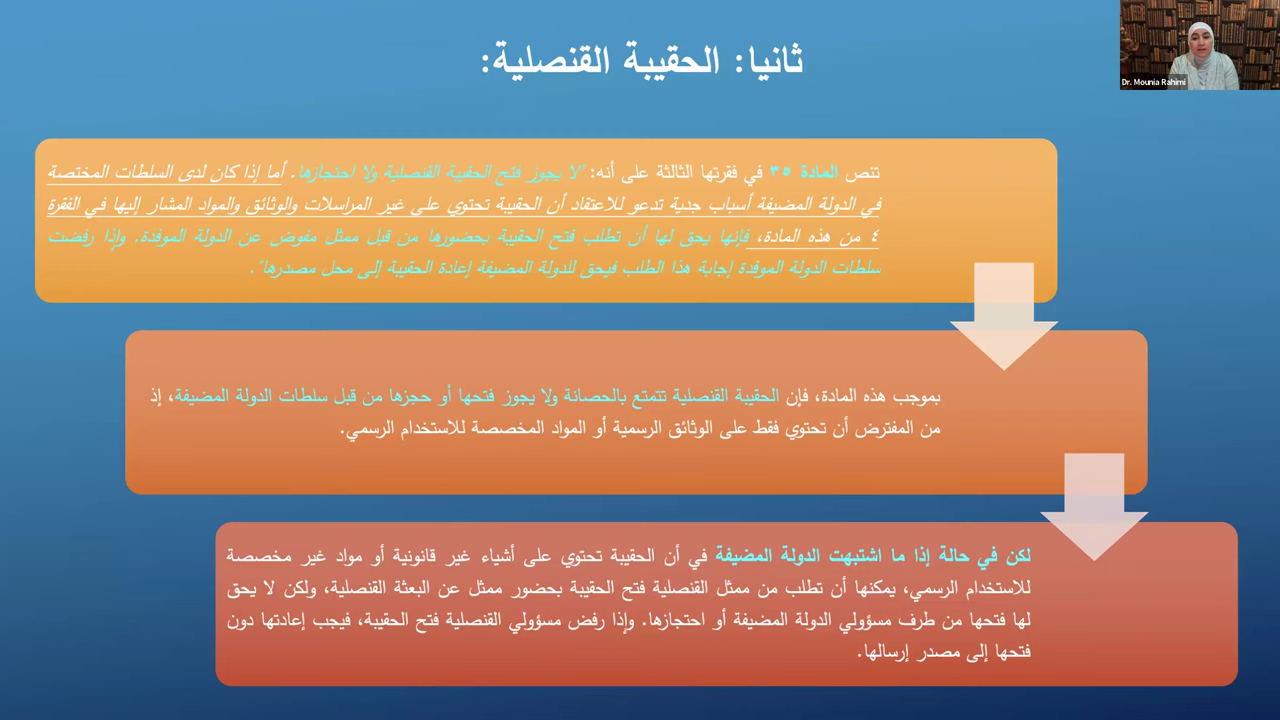 ثانيا: الحقيبة القنصلية:
Dr. Mounia Rahimi
تنص المادة ٣٥ في فقرتها الثالثة على أنه: "لا يجوز فتح الحقيبة القنصلية ولا احتجازها. أما إذا كان لدى السلطات المختصة
في الدولة المضيفة أسباب جدية تدعو للاعتقاد أن الحقيبة تحتوي على غير المراسلات والوثائق والمواد المشار إليها في الفقرة
٤ من هذه المادة، فإنها يحق لها أن تطلب فتح الحقيبة بحضورها من قبل ممثل مفوض عن الدولة الموفدة. وإذا رفضت
سلطات الدولة الموفدة إجابة هذا الطلب فيحق للدولة المضيفة إعادة الحقيبة إلى محل مصدرها".
بموجب هذه المادة، فإن الحقيبة القنصلية تتمتع بالحصانة ولا يجوز فتحها أو حجزها من قبل سلطات الدولة المضيفة، إذ
من المفترض أن تحتوي فقط على الوثائق الرسمية أو المواد المخصصة للاستخدام الرسمي.
لكن في حالة إذا ما اشتبهت الدولة المضيفة في أن الحقيبة تحتوي على أشياء غير قانونية أو مواد غير مخصصة
للاستخدام الرسمي، يمكنها أن تطلب من ممثل القنصلية فتح الحقيبة بحضور ممثل عن البعثة القنصلية، ولكن لا يحق
لها فتحها من طرف مسؤولي الدولة المضيفة أو احتجازها. وإذا رفض مسؤولي القنصلية فتح الحقيبة، فيجب إعادتها دون
فتحها إلى مصدر إرسالها.